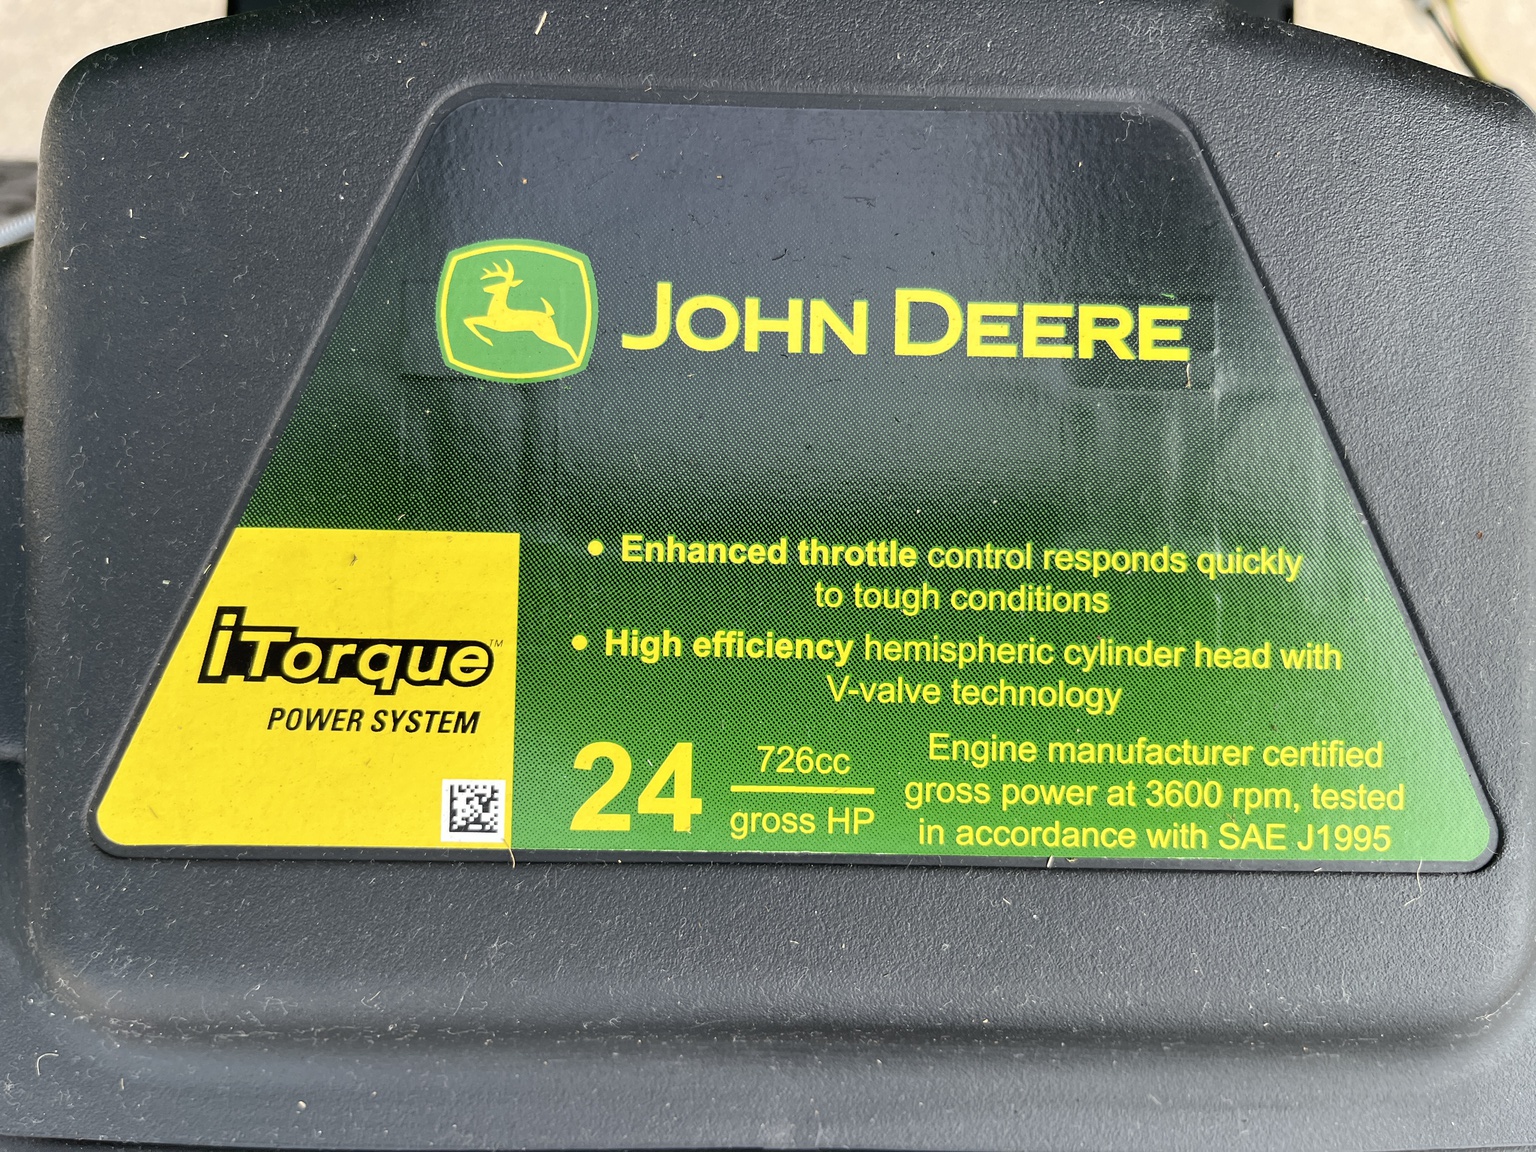 JOHN DEERE
• Enhanced throttle control responds quickly
to tough conditions
• High efficiency hemispheric cylinder head with
V-valve technology
iTorque™
POWER SYSTEM
24
726cc
gross HP
Engine manufacturer certified
gross power at 3600 rpm, tested
in accordance with SAE J1995